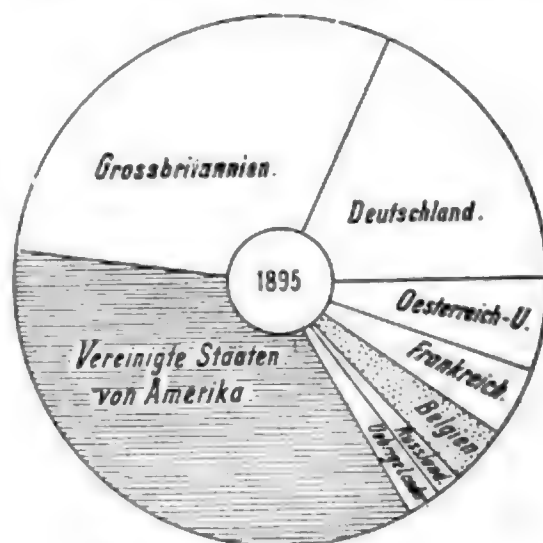 Grossbritannien.
Deutschland.
1895
Oesterreich-U.
Frankreich.
Belgien.
Russland.
Vereinigte Staaten
von Amerika